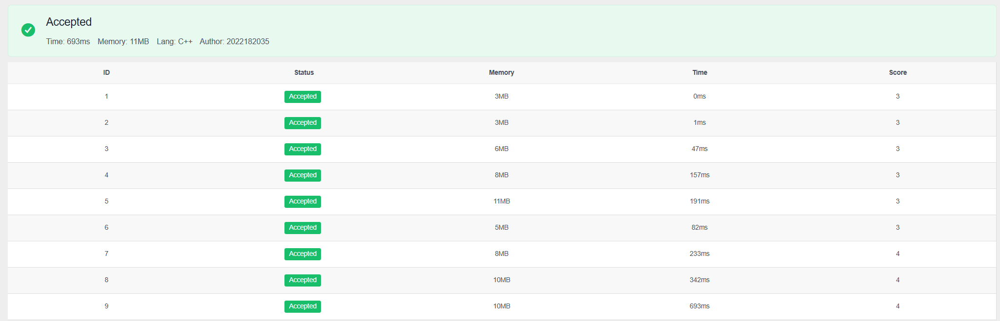 Accepted
Time: 693ms Memory: 11MB Lang: C++ Author: 2022182035
ID Status Memory Time Score
1 Accepted 3MB 0ms 3
2 Accepted 3MB 1ms 3
3 Accepted 6MB 47ms 3
4 Accepted 8MB 157ms 3
5 Accepted 11MB 191ms 3
6 Accepted 5MB 82ms 3
7 Accepted 8MB 233ms 4
8 Accepted 10MB 342ms 4
9 Accepted 10MB 693ms 4